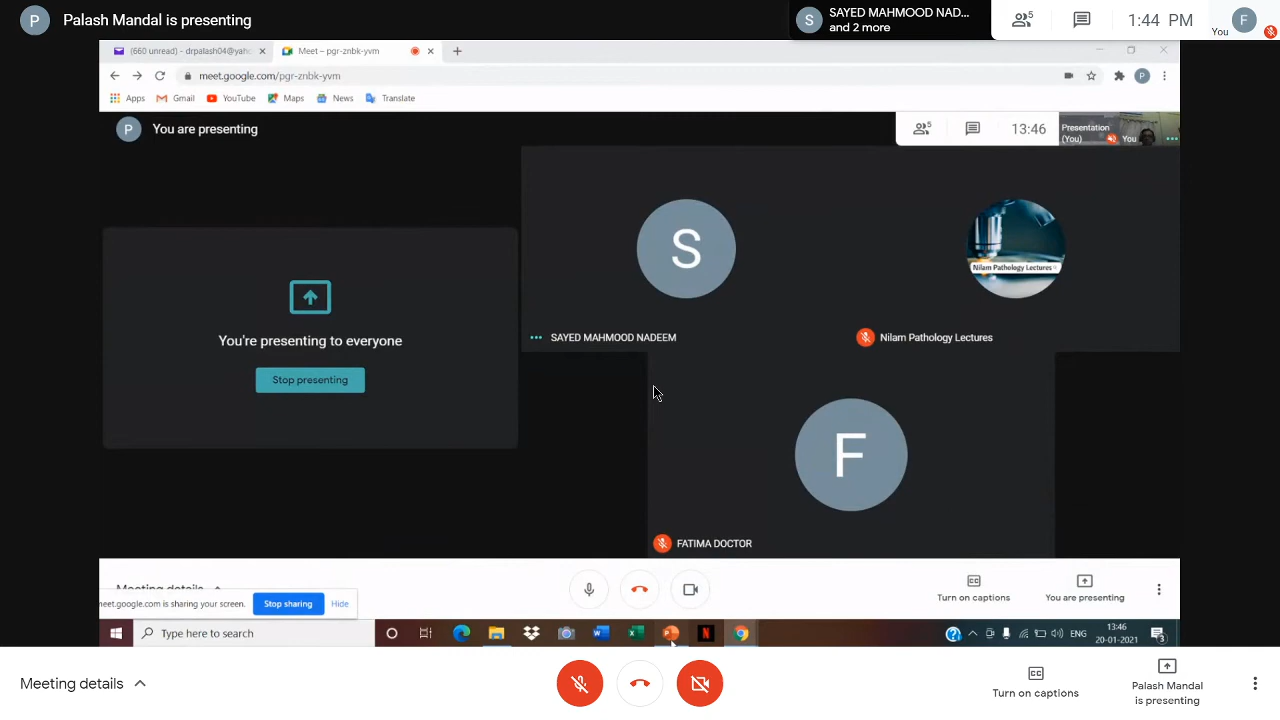 P
Palash Mandal is presenting
S
SAYED MAHMOOD NAD...
and 2 more
5
1:44 PM
You
F
(660 unread) - drpalash04@yaho
Meet – pgr-znbk-yvm
meet.google.com/pgr-znbk-yvm
P
Apps
Gmail
YouTube
Maps
News
Translate
P
You are presenting
5
13:46
Presentation
(You)
You
S
Nilam Pathology Lectures
You're presenting to everyone
Stop presenting
SAYED MAHMOOD NADEEM
Nilam Pathology Lectures
F
FATIMA DOCTOR
Meeting details
meet.google.com is sharing your screen.
Stop sharing
Hide
CC
Turn on captions
You are presenting
Type here to search
ENG
13:46
20-01-2021
3
Meeting details
CC
Turn on captions
Palash Mandal
is presenting